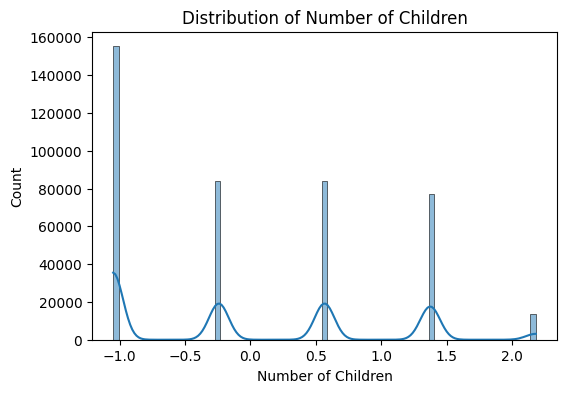 Distribution of Number of Children
160000
140000
120000
100000
80000
60000
40000
20000
0
Count
−1.0 −0.5 0.0 0.5 1.0 1.5 2.0
Number of Children